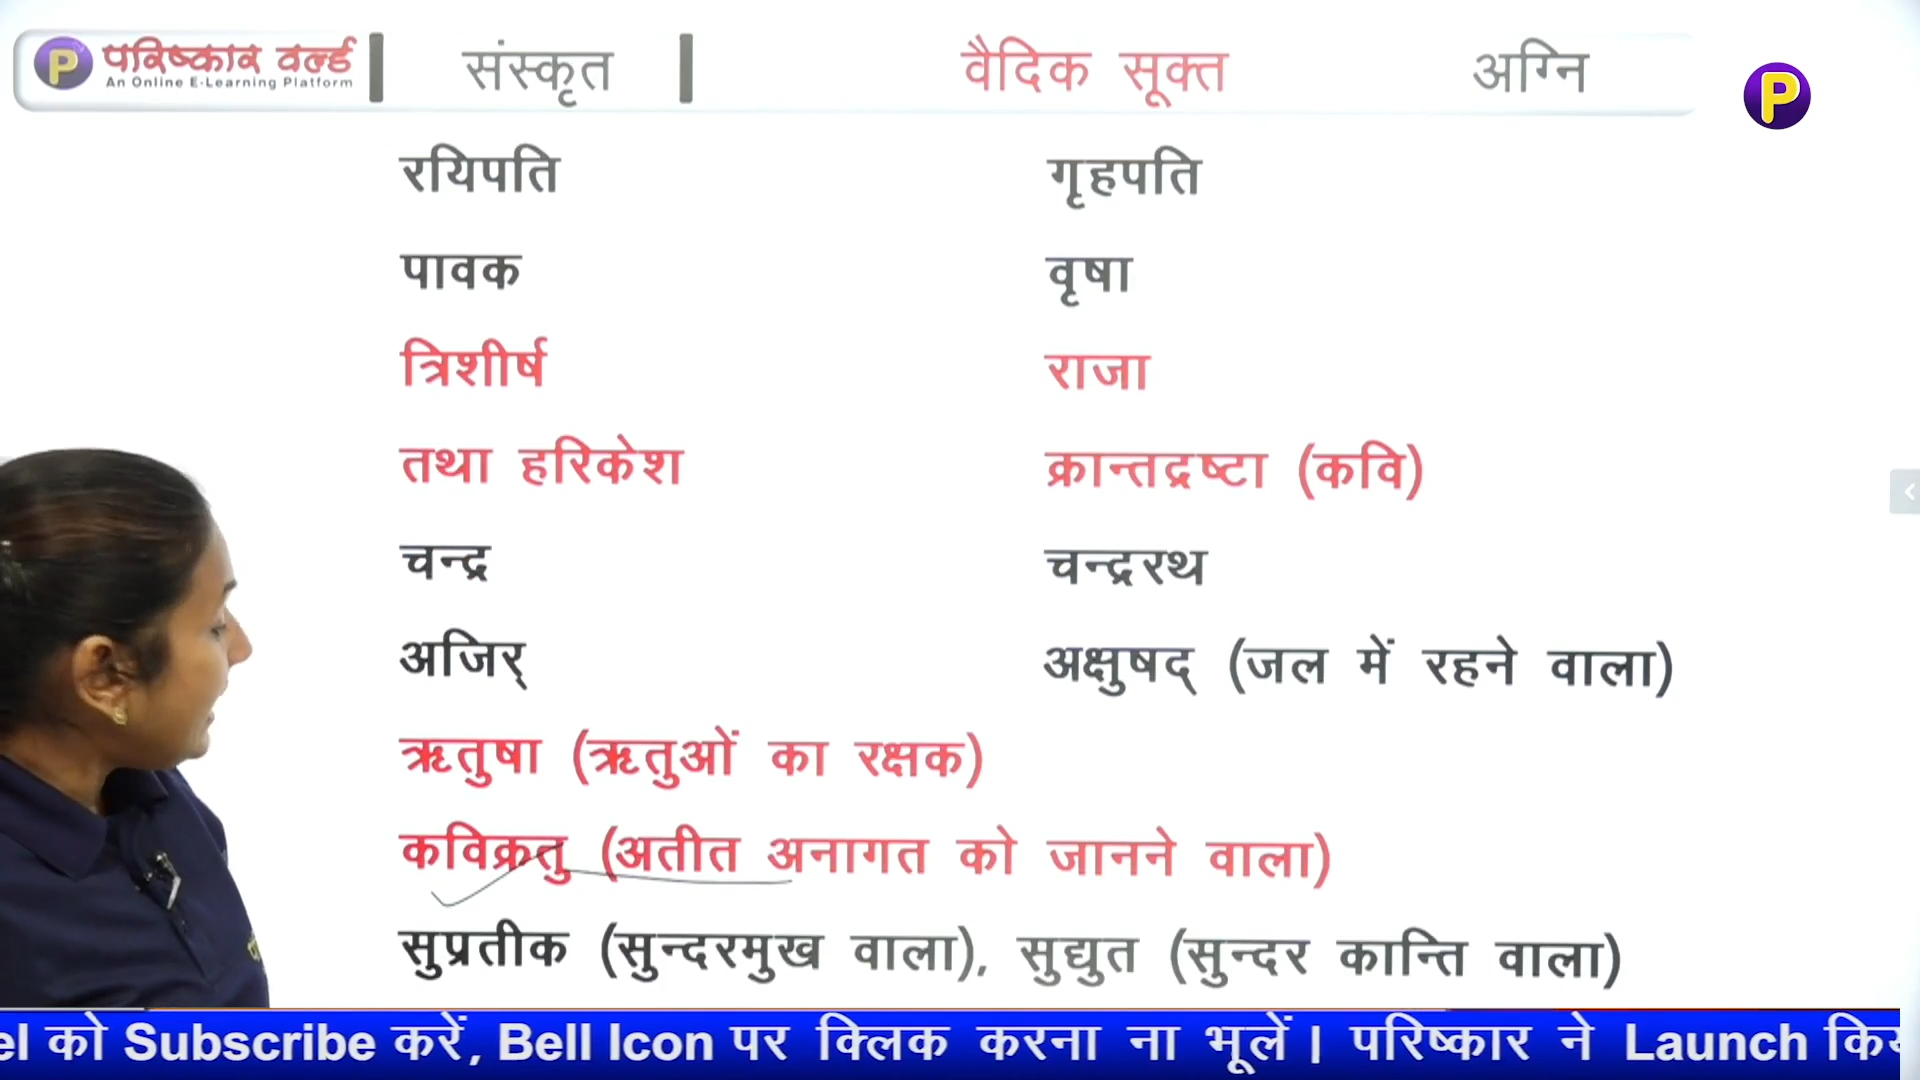 परिष्कार वर्ल्ड
An Online E-Learning Platform
संस्कृत
वैदिक सूक्त
अग्नि
P
रयिपति गृहपति
पावक वृषा
त्रिशीर्ष राजा
तथा हरिकेश क्रान्तद्रष्टा (कवि)
चन्द्र चन्द्ररथ
अजिर् अक्षुषद् (जल में रहने वाला)
ऋतुषा (ऋतुओं का रक्षक)
कविक्रतु (अतीत अनागत को जानने वाला)
सुप्रतीक (सुन्दरमुख वाला), सुद्युत (सुन्दर कान्ति वाला)
el को Subscribe करें, Bell Icon पर क्लिक करना ना भूलें। परिष्कार ने Launch